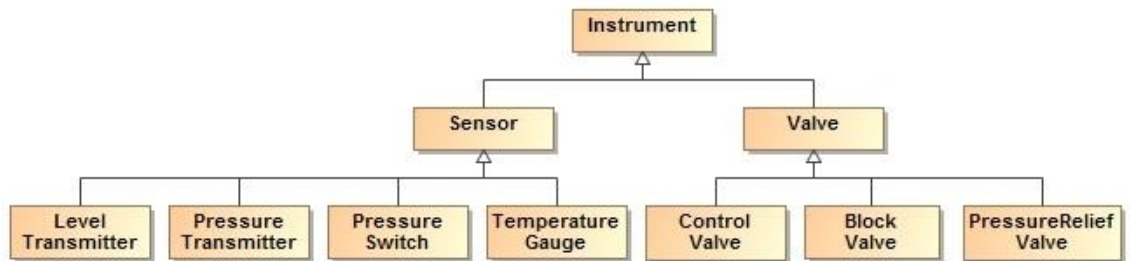 Instrument
Sensor
Valve
Level
Transmitter
Pressure
Transmitter
Pressure
Switch
Temperature
Gauge
Control
Valve
Block
Valve
PressureRelief
Valve